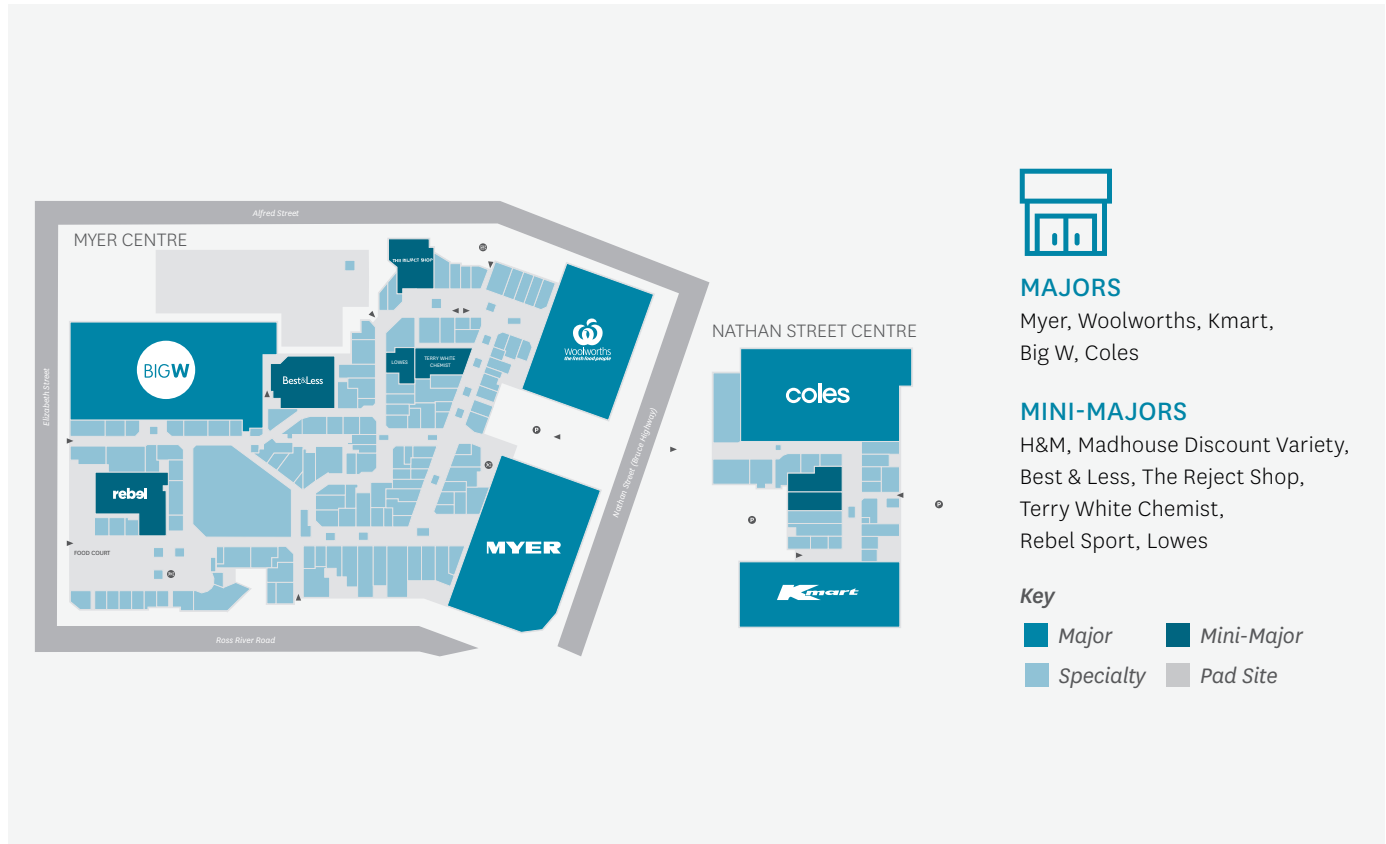 Alfred Street
MYER CENTRE
THE REJECT SHOP
Elizabeth Street
BIGW
Best&Less
LOWES
TERRY WHITE
CHEMIST
Woolworths
the fresh food people
P
Nathan Street (Bruce Highway)
rebel
FOOD COURT
MYER
Ross River Road
NATHAN STREET CENTRE
coles
P
P
Kmart
MAJORS
Myer, Woolworths, Kmart,
Big W, Coles
MINI-MAJORS
H&M, Madhouse Discount Variety,
Best & Less, The Reject Shop,
Terry White Chemist,
Rebel Sport, Lowes
Key
Major
Mini-Major
Specialty
Pad Site